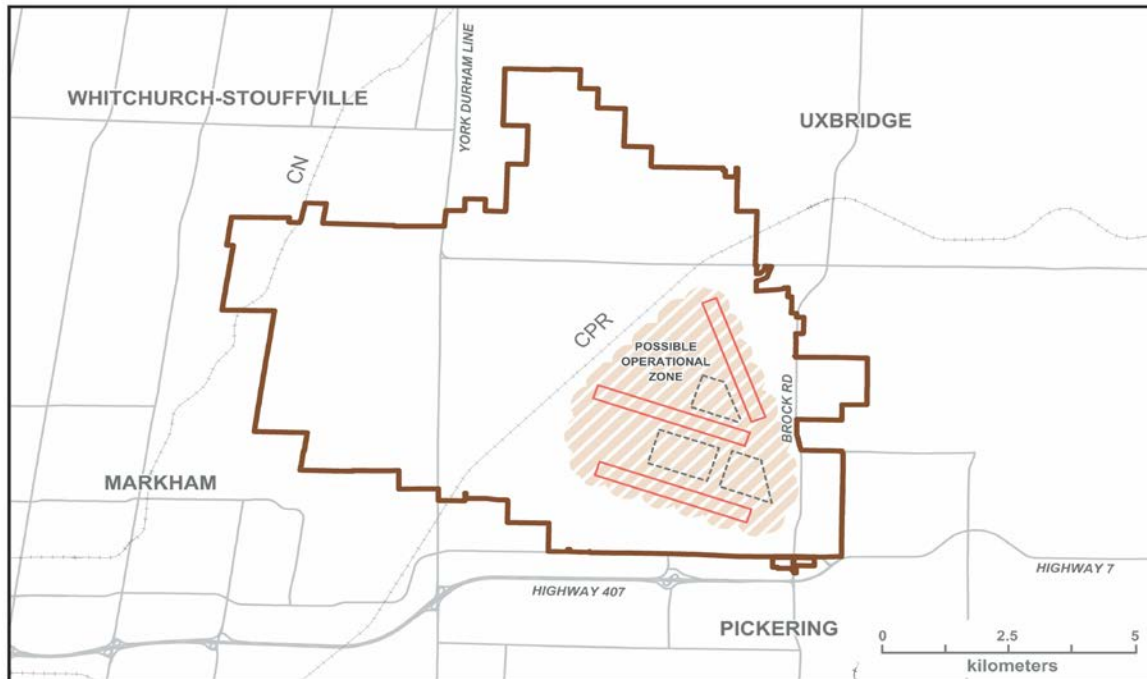 WHITCHURCH-STOUFFVILLE
YORK DURHAM LINE
UXBRIDGE
CN
CPR
POSSIBLE
OPERATIONAL
ZONE
BROCK RD
MARKHAM
HIGHWAY 7
HIGHWAY 407
PICKERING
0 2.5 5
kilometers